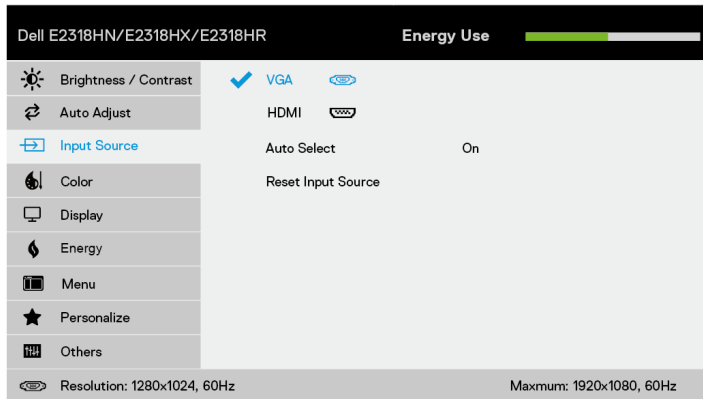 Dell E2318HN/E2318HX/E2318HR Energy Use
Brightness / Contrast VGA
Auto Adjust HDMI
Input Source Auto Select On
Color Reset Input Source
Display
Energy
Menu
Personalize
Others
Resolution: 1280x1024, 60Hz Maxmum: 1920x1080, 60Hz